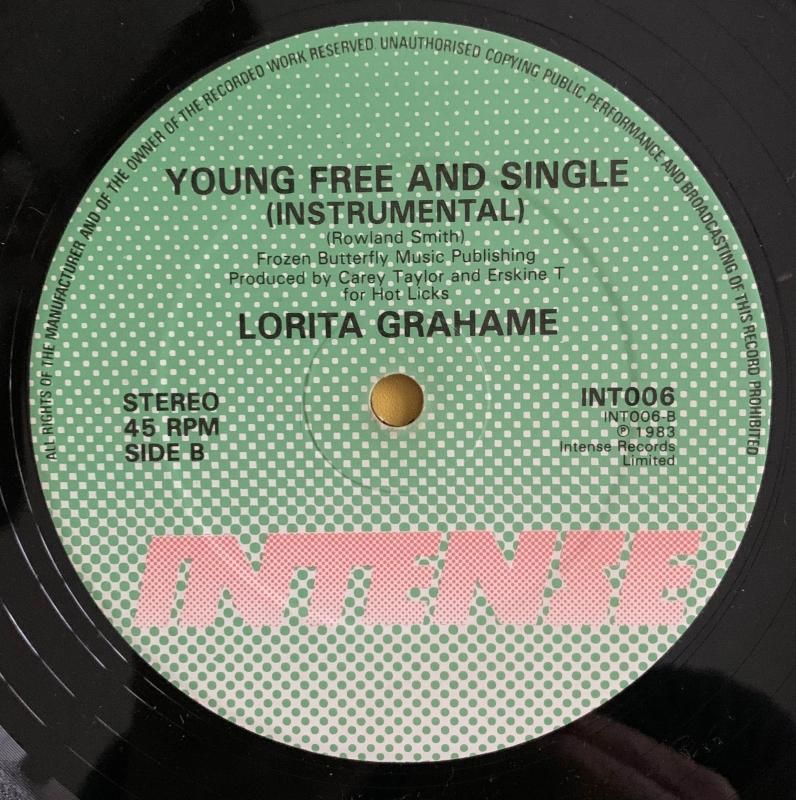 ALL RIGHTS OF THE MANUFACTURER AND OF THE OWNER OF THE RECORDED WORK RESERVED. UNAUTHORISED COPYING PUBLIC PERFORMANCE AND BROADCASTING OF THIS RECORD PROHIBITED
YOUNG FREE AND SINGLE
(INSTRUMENTAL)
(Rowland Smith)
Frozen Butterfly Music Publishing
Produced by Carey Taylor and Erskine T
for Hot Licks
LORITA GRAHAME
STEREO
45 RPM
SIDE B
INT006
INT006-B
℗ 1983
Intense Records
Limited
INTENSE